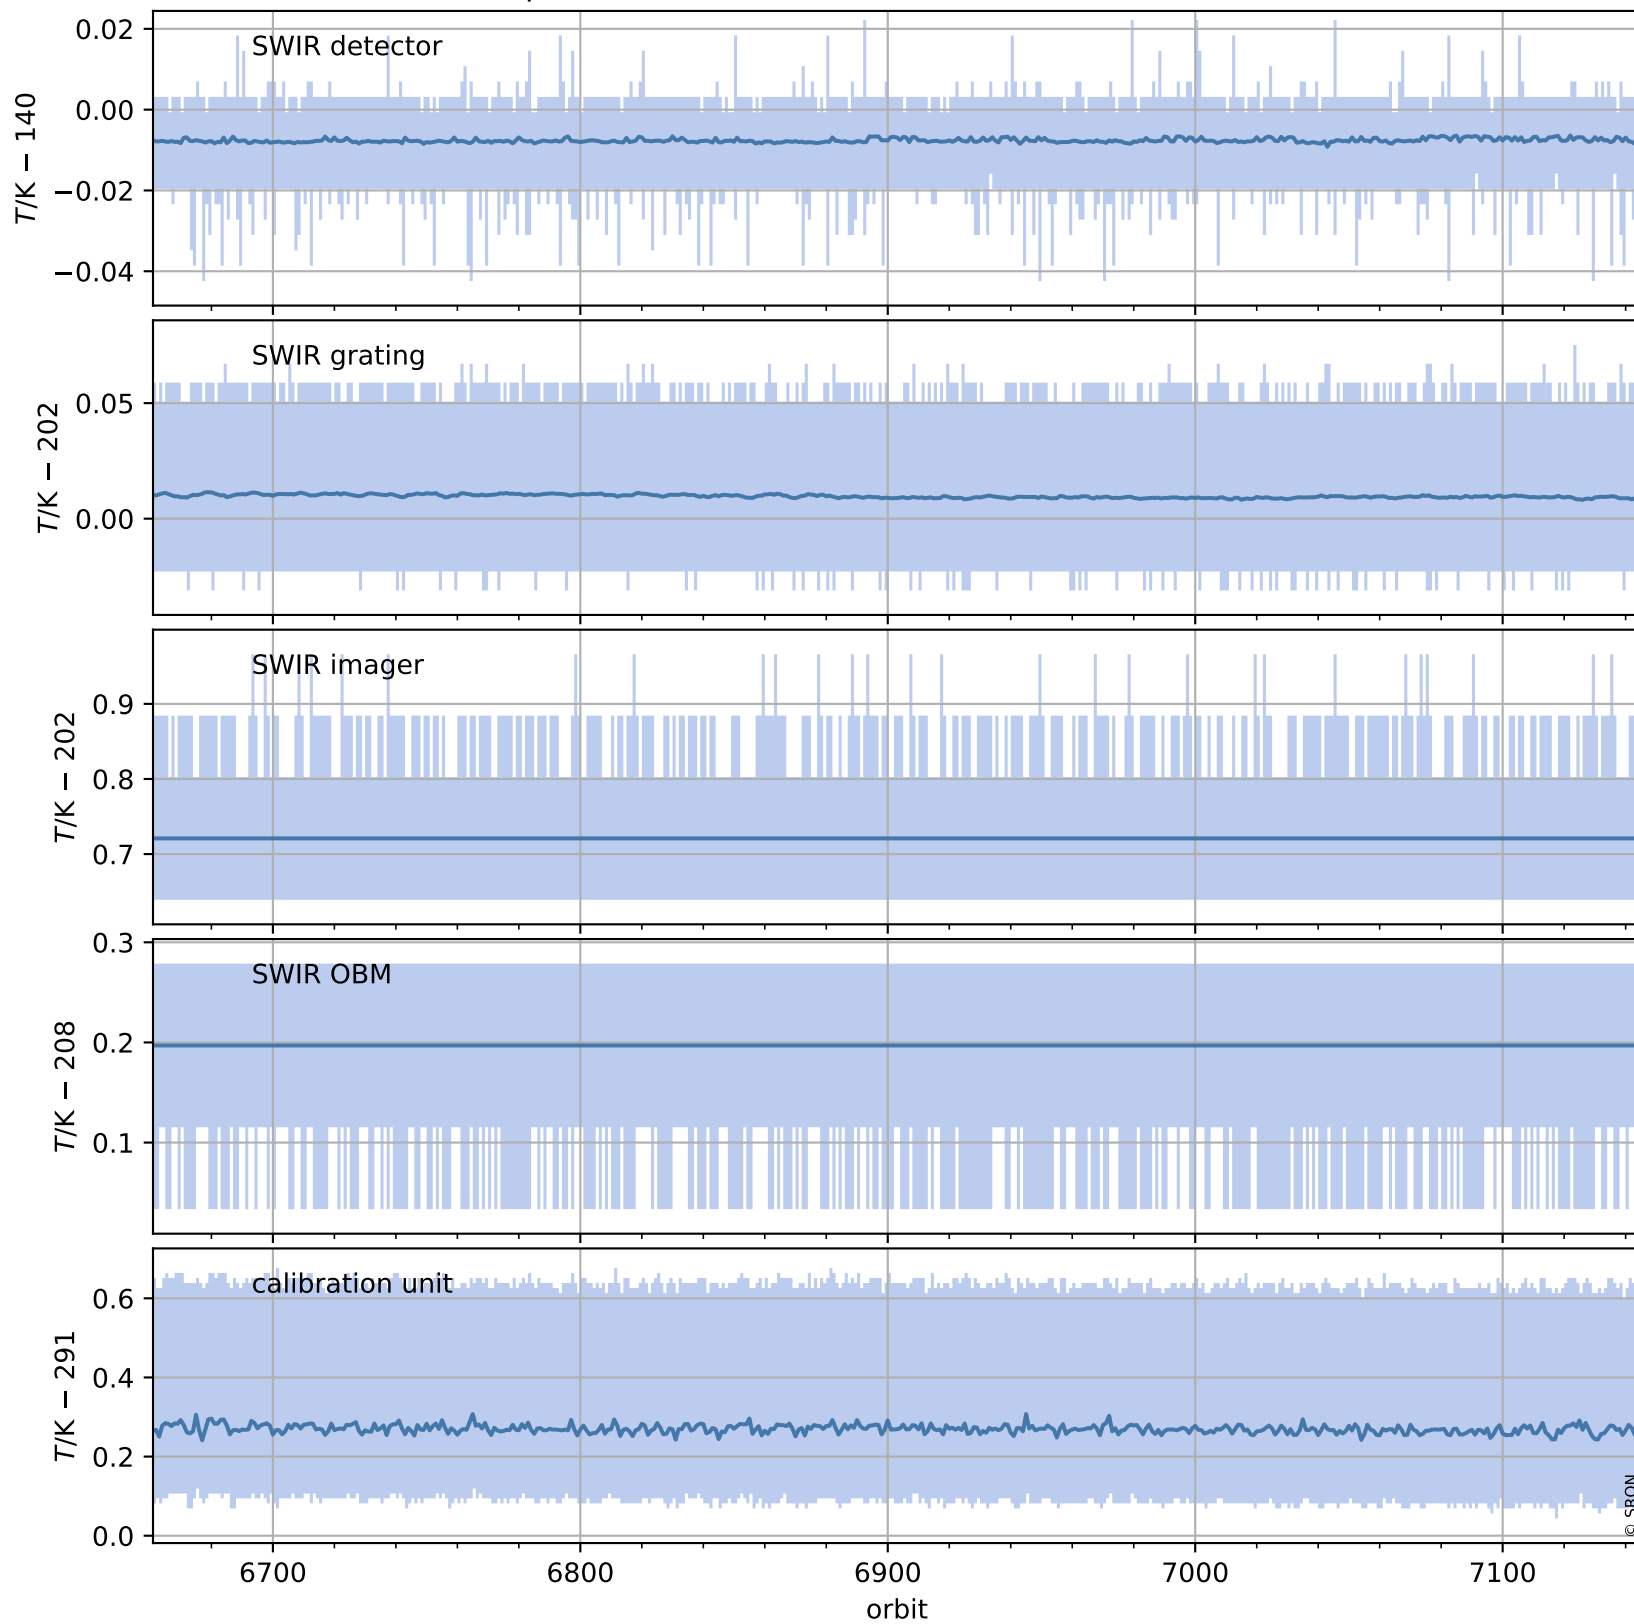 SWIR detector
T/K − 140
0.02
0.00
−0.02
−0.04
SWIR grating
T/K − 202
0.05
0.00
SWIR imager
T/K − 202
0.9
0.8
0.7
SWIR OBM
T/K − 208
0.3
0.2
0.1
calibration unit
T/K − 291
0.6
0.4
0.2
0.0
© SRON
6700 6800 6900 7000 7100
orbit